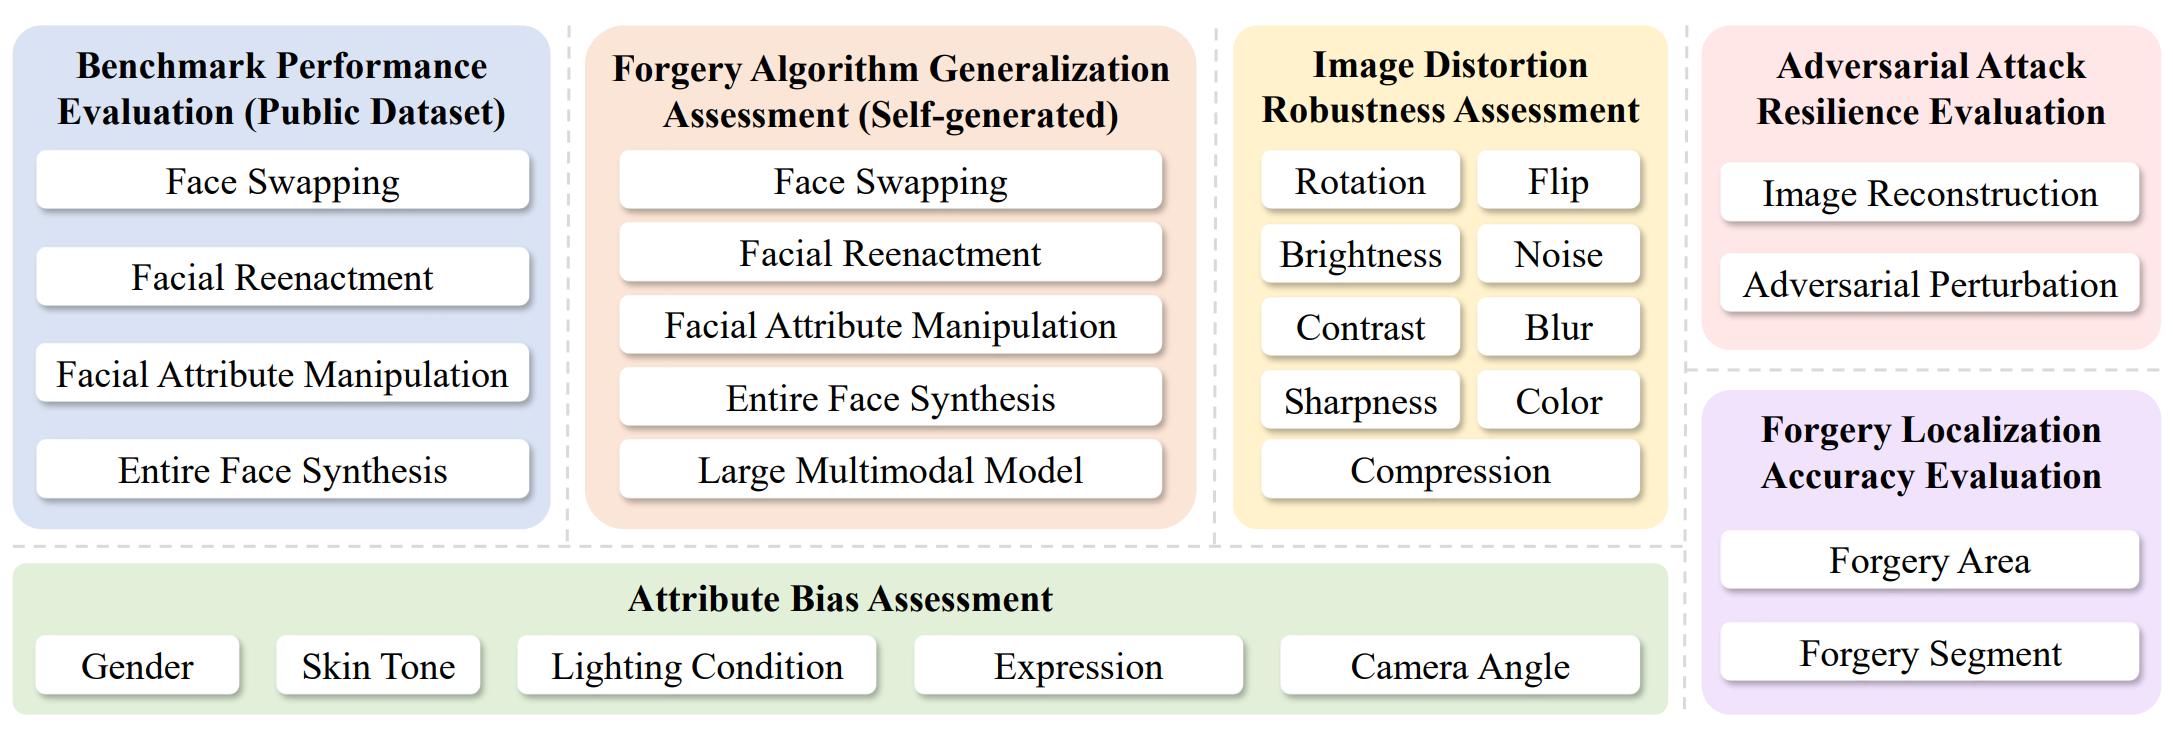 Benchmark Performance
Evaluation (Public Dataset)
Face Swapping
Facial Reenactment
Facial Attribute Manipulation
Entire Face Synthesis
Forgery Algorithm Generalization
Assessment (Self-generated)
Face Swapping
Facial Reenactment
Facial Attribute Manipulation
Entire Face Synthesis
Large Multimodal Model
Image Distortion
Robustness Assessment
Rotation
Flip
Brightness
Noise
Contrast
Blur
Sharpness
Color
Compression
Adversarial Attack
Resilience Evaluation
Image Reconstruction
Adversarial Perturbation
Forgery Localization
Accuracy Evaluation
Forgery Area
Forgery Segment
Attribute Bias Assessment
Gender
Skin Tone
Lighting Condition
Expression
Camera Angle